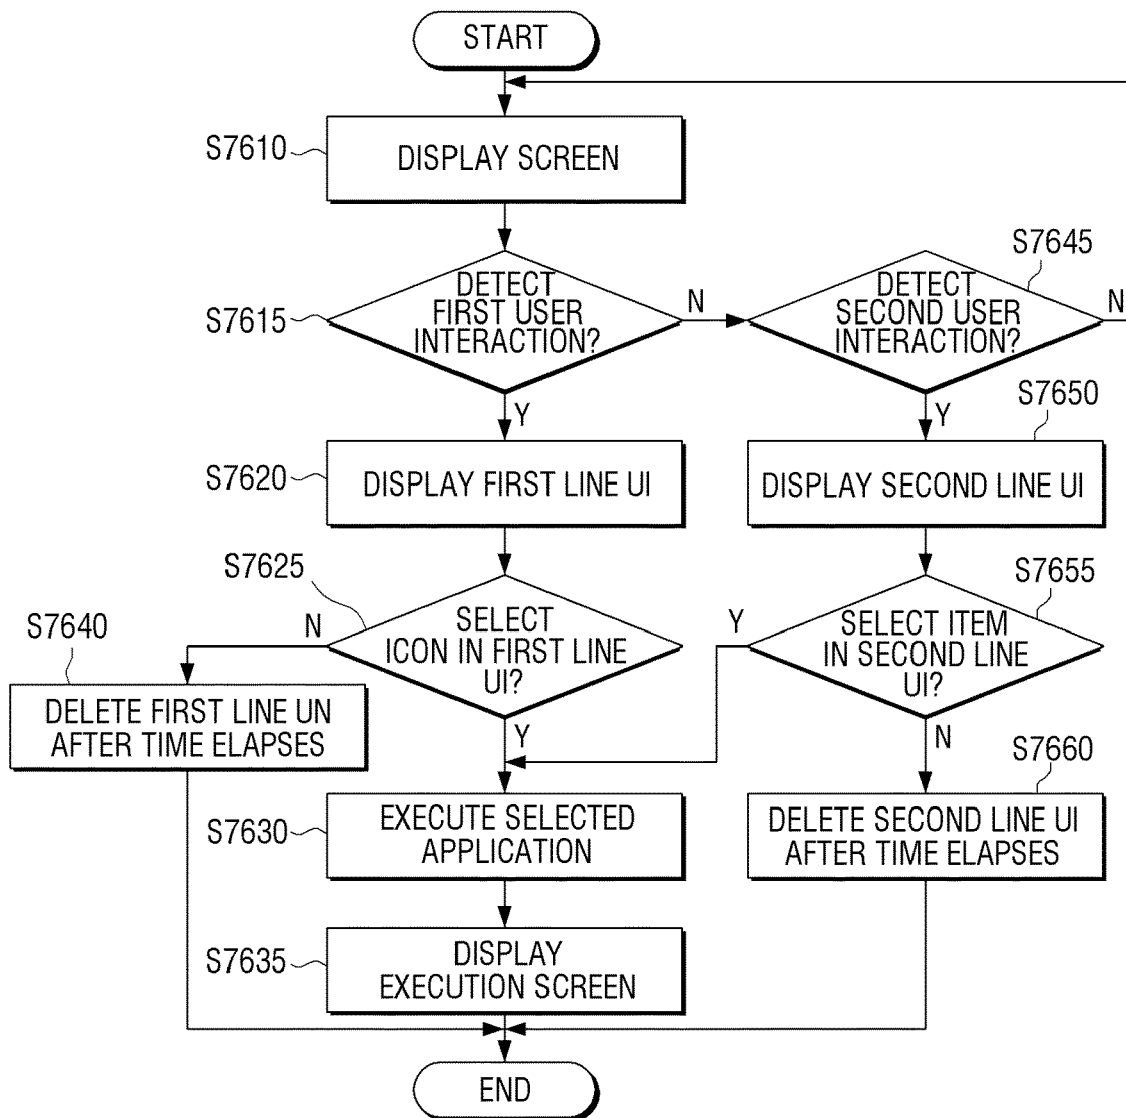 START
S7610
DISPLAY SCREEN
S7615
DETECT
FIRST USER
INTERACTION?
N
Y
S7645
DETECT
SECOND USER
INTERACTION?
N
Y
S7620
DISPLAY FIRST LINE UI
S7650
DISPLAY SECOND LINE UI
S7625
SELECT
ICON IN FIRST LINE
UI?
N
Y
S7655
SELECT ITEM
IN SECOND LINE
UI?
Y
N
S7640
DELETE FIRST LINE UN
AFTER TIME ELAPSES
S7630
EXECUTE SELECTED
APPLICATION
S7660
DELETE SECOND LINE UI
AFTER TIME ELAPSES
S7635
DISPLAY
EXECUTION SCREEN
END